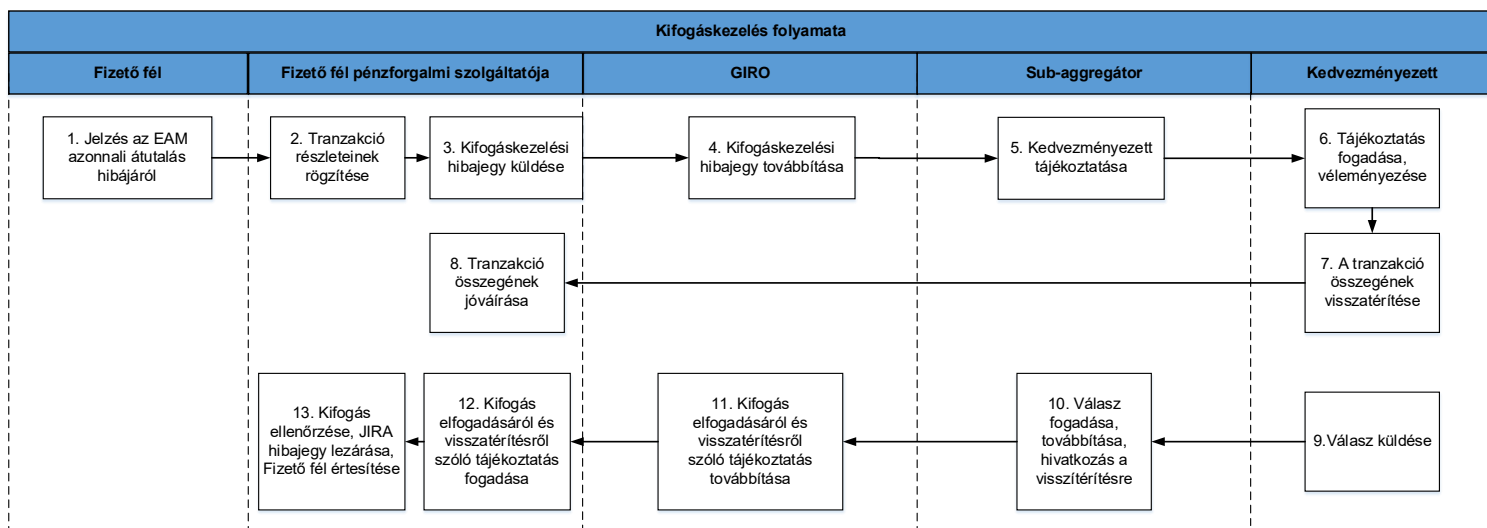 Kifogáskezelés folyamata
Fizető fél
Fizető fél pénzforgalmi szolgáltatója
GIRO
Sub-aggregátor
Kedvezményezett
1. Jelzés az EAM
azonnali átutalás
hibájáról
2. Tranzakció
részleteinek
rögzítése
3. Kifogáskezelési
hibajegy küldése
4. Kifogáskezelési
hibajegy továbbítása
5. Kedvezményezett
tájékoztatása
6. Tájékoztatás
fogadása,
véleményezése
8. Tranzakció
összegének
jóváírása
7. A tranzakció
összegének
visszatérítése
13. Kifogás
ellenőrzése, JIRA
hibajegy lezárása,
Fizető fél értesítése
12. Kifogás
elfogadásáról és
visszatérítésről
szóló tájékoztatás
fogadása
11. Kifogás
elfogadásáról és
visszatérítésről
szóló tájékoztatás
továbbítása
10. Válasz
fogadása,
továbbítása,
hivatkozás a
visszítérítésre
9.Válasz küldése